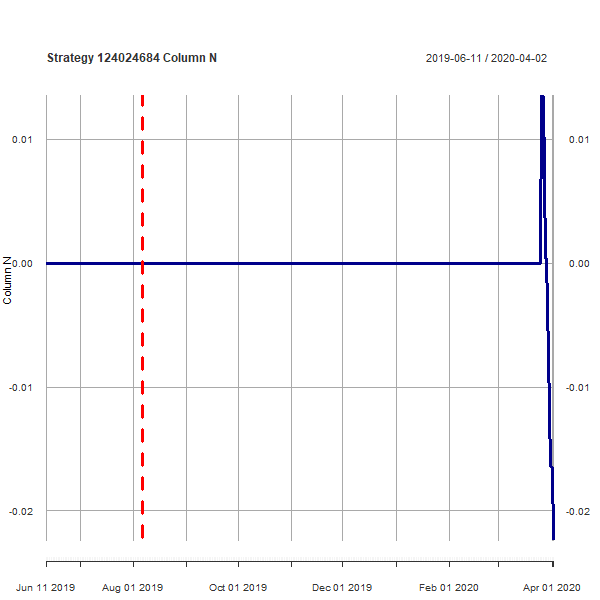 Strategy 124024684 Column N
2019-06-11 / 2020-04-02
0.01
0.01
0.00
0.00
Column N
-0.01
-0.01
-0.02
-0.02
Jun 11 2019
Aug 01 2019
Oct 01 2019
Dec 01 2019
Feb 01 2020
Apr 01 2020